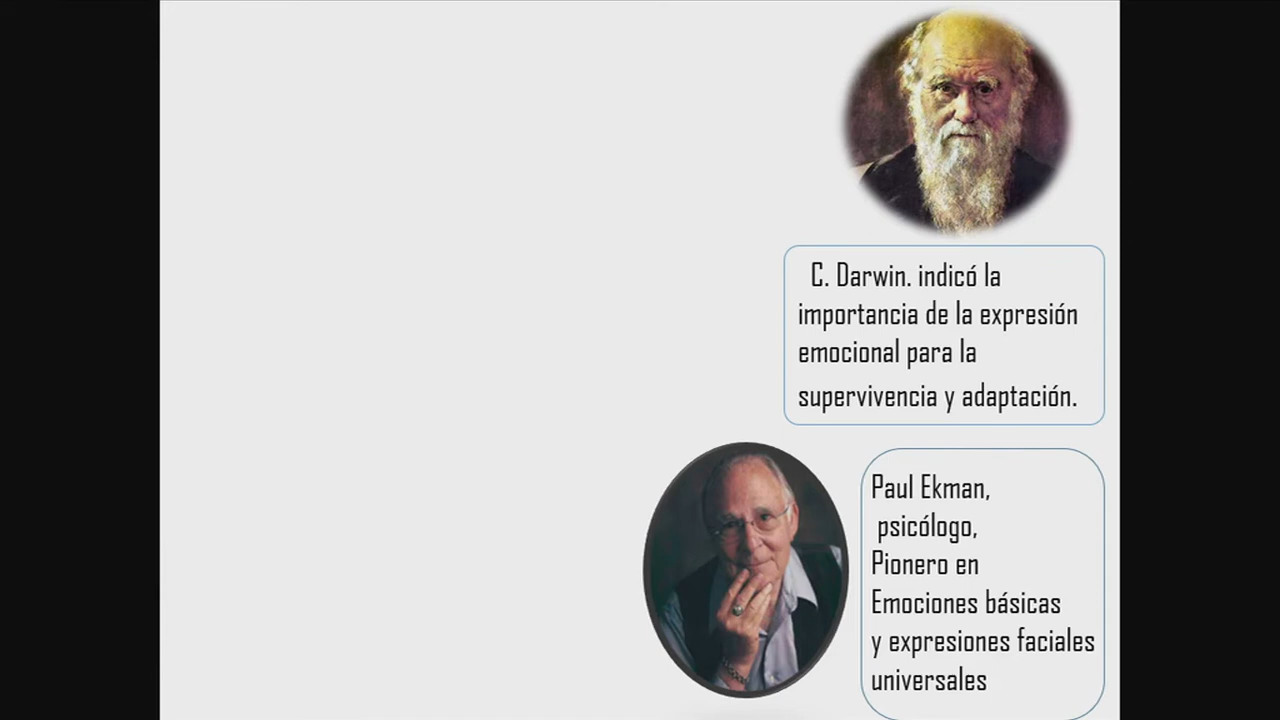 C. Darwin. indicó la
importancia de la expresión
emocional para la
supervivencia y adaptación.
Paul Ekman,
psicólogo,
Pionero en
Emociones básicas
y expresiones faciales
universales